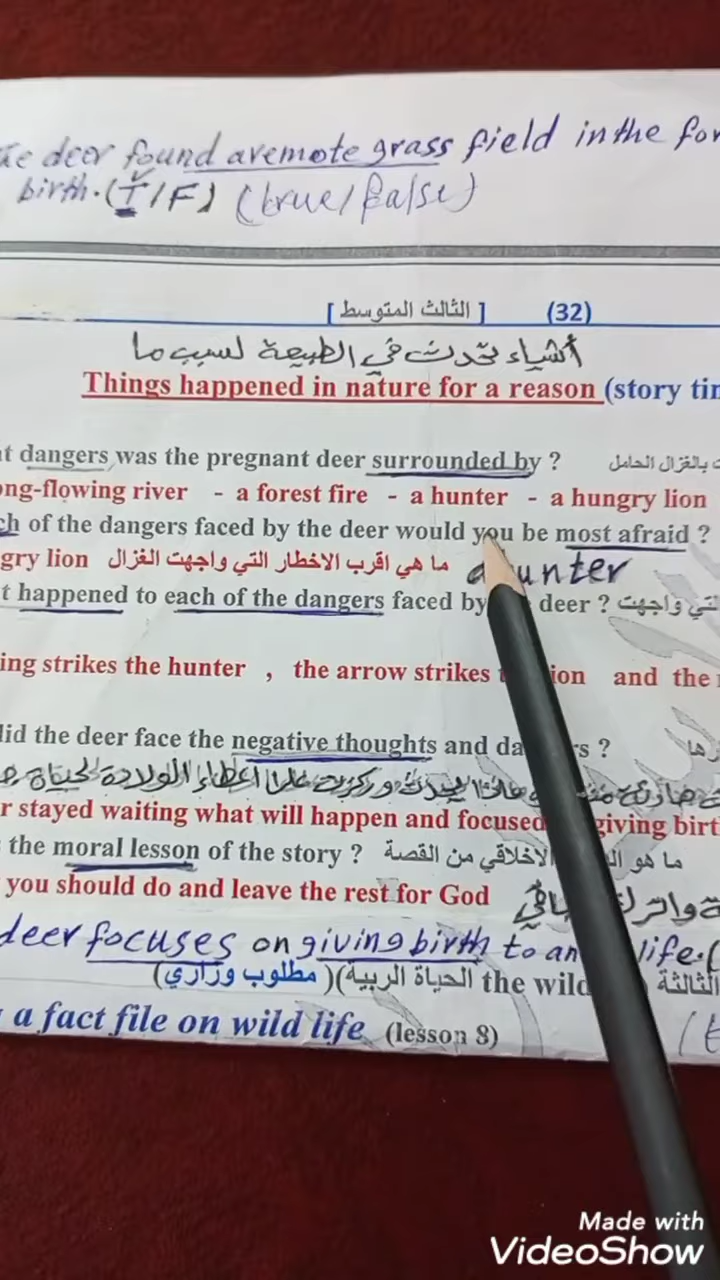 deer found a remote grass field in the for
birth. (T/F) (true/false)
[ الثالث المتوسط ] (32)
أشياء تحدث في الطبيعة لسبب ما
Things happened in nature for a reason (story tim
t dangers was the pregnant deer surrounded by ? بالغزال الحامل
ng-flowing river - a forest fire - a hunter - a hungry lion
ch of the dangers faced by the deer would you be most afraid ?
gry lion ما هي اقرب الاخطار التي واجهت الغزال unter
t happened to each of the dangers faced by deer ? تي واجهت
ing strikes the hunter , the arrow strikes ion and the
did the deer face the negative thoughts and da s ?
r stayed waiting what will happen and focused giving birt
the moral lesson of the story ? ما هو الاخلاقي من القصة
you should do and leave the rest for God
deer focuses on giving birth to an life.(
الثالثة the wild الحياة الربية)( مطلوب وزاري)
a fact file on wild life (lesson 8)
Made with
VideoShow